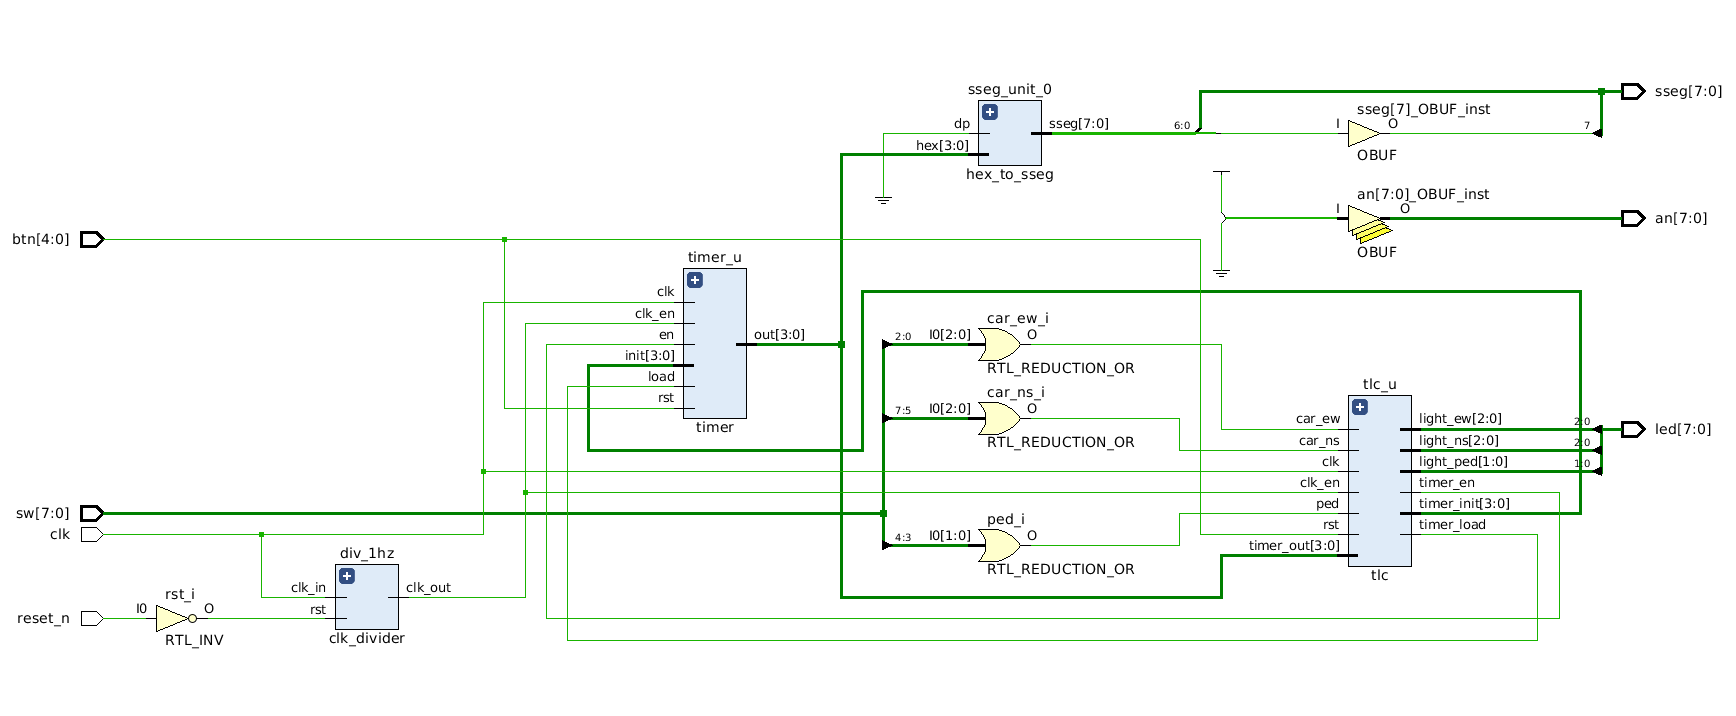 sseg_unit_0
dp
hex[3:0]
sseg[7:0]
hex_to_sseg
6:0
sseg[7]_OBUF_inst
I
O
OBUF
7
sseg[7:0]
an[7:0]_OBUF_inst
I
O
OBUF
an[7:0]
btn[4:0]
timer_u
clk
clk_en
en
init[3:0]
load
rst
out[3:0]
timer
car_ew_i
2:0
I0[2:0]
O
RTL_REDUCTION_OR
car_ns_i
7:5
I0[2:0]
O
RTL_REDUCTION_OR
ped_i
4:3
I0[1:0]
O
RTL_REDUCTION_OR
tlc_u
car_ew
car_ns
clk
clk_en
ped
rst
timer_out[3:0]
light_ew[2:0]
light_ns[2:0]
light_ped[1:0]
timer_en
timer_init[3:0]
timer_load
tlc
2:0
2:0
1:0
led[7:0]
sw[7:0]
clk
div_1hz
clk_in
rst
clk_out
clk_divider
reset_n
rst_i
I0
O
RTL_INV